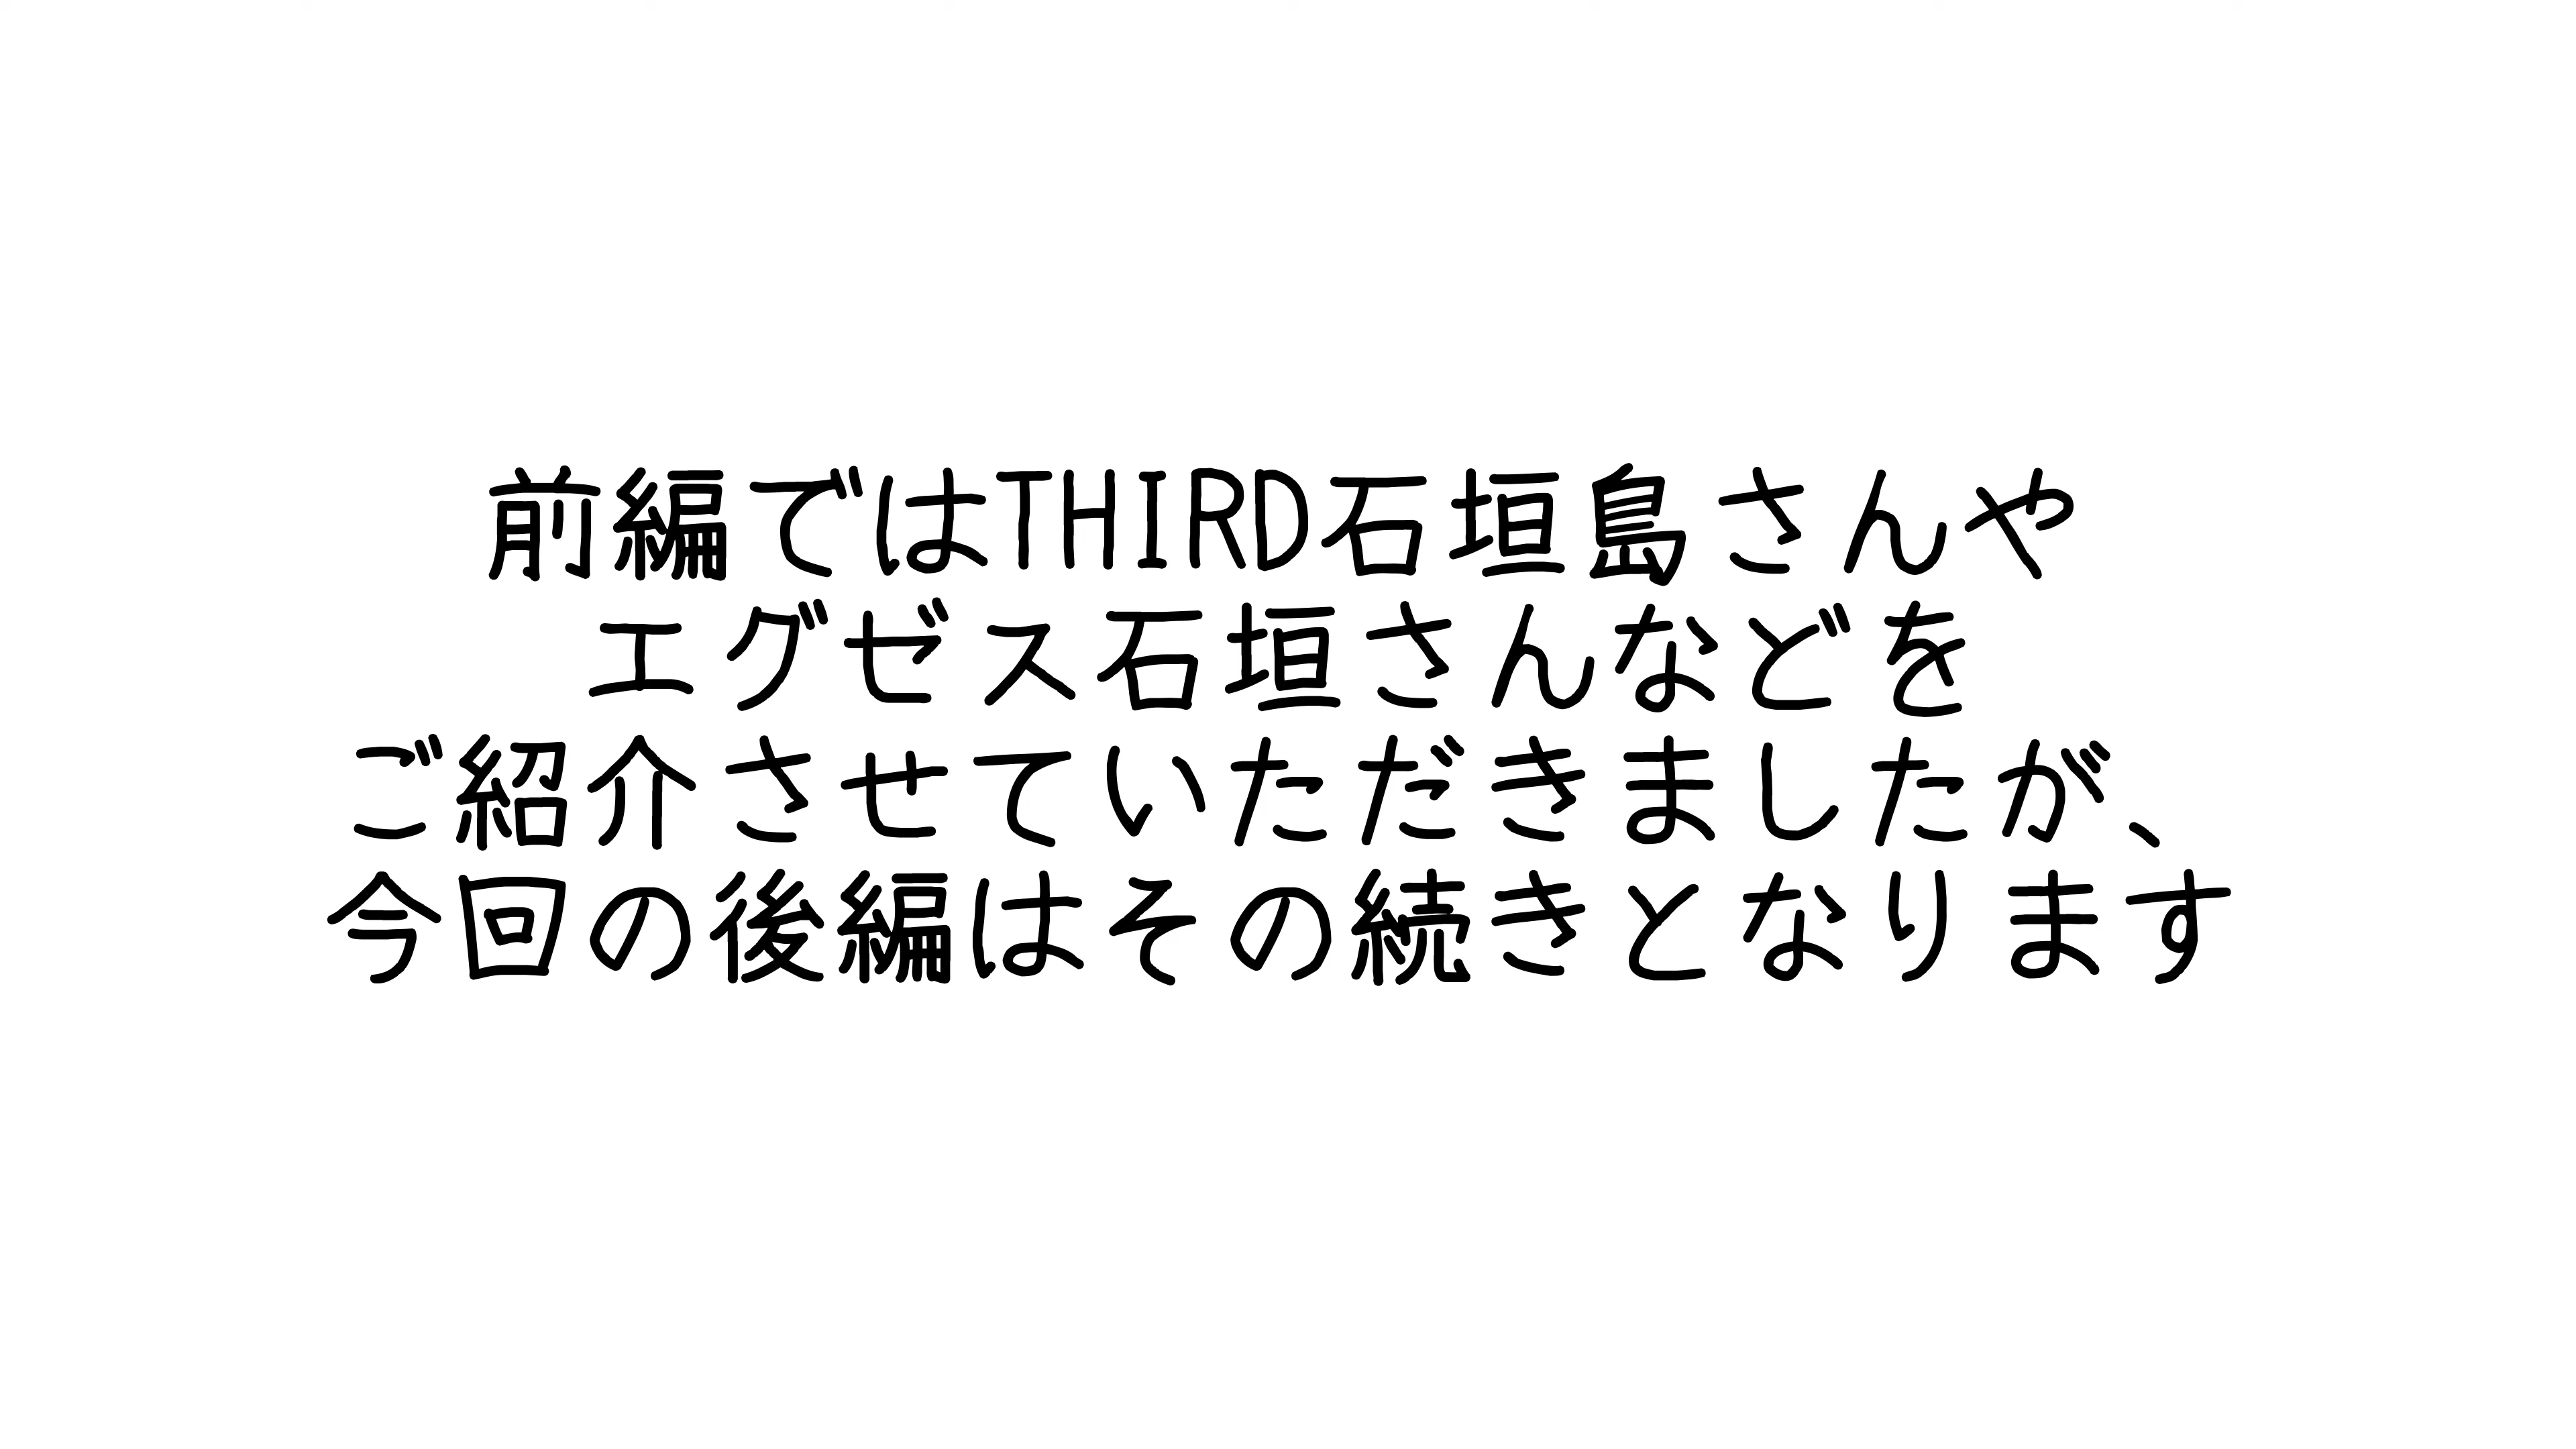 前編ではTHIRD石垣島さんや
エグゼス石垣さんなどを
ご紹介させていただきましたが、
今回の後編はその続きとなります